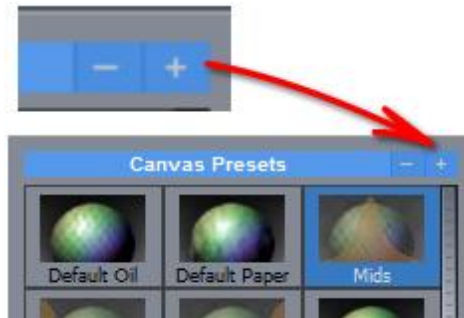 − +
Canvas Presets − +
Default Oil Default Paper Mids